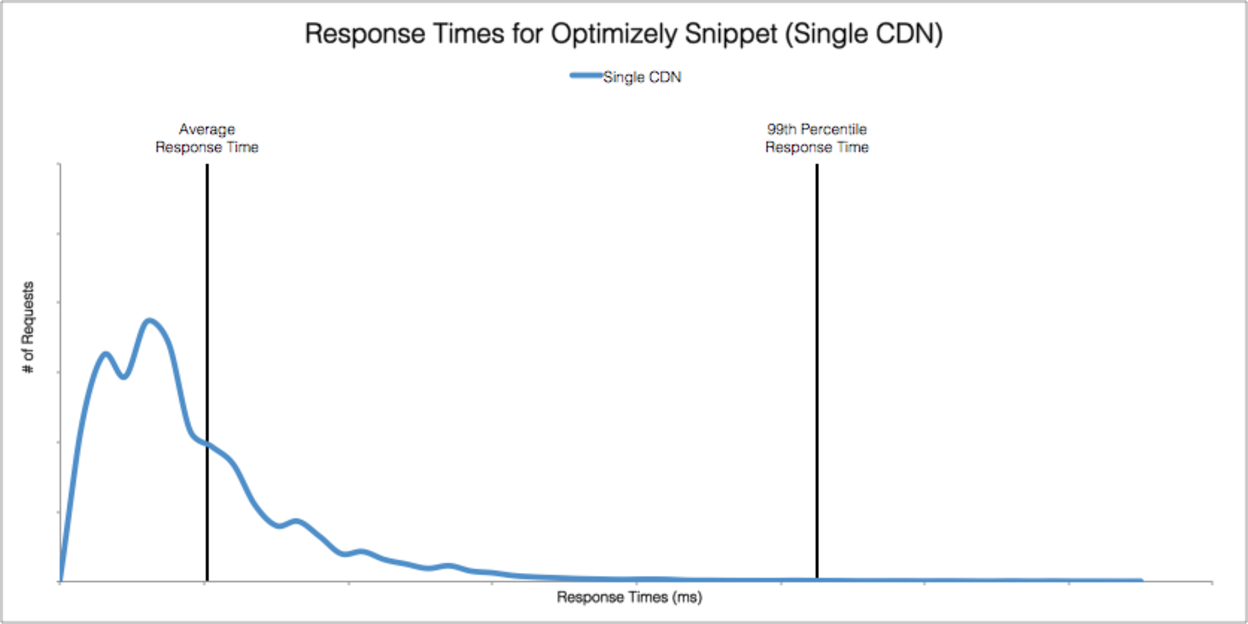 Response Times for Optimizely Snippet (Single CDN)
Single CDN
Average
Response Time
99th Percentile
Response Time
# of Requests
Response Times (ms)